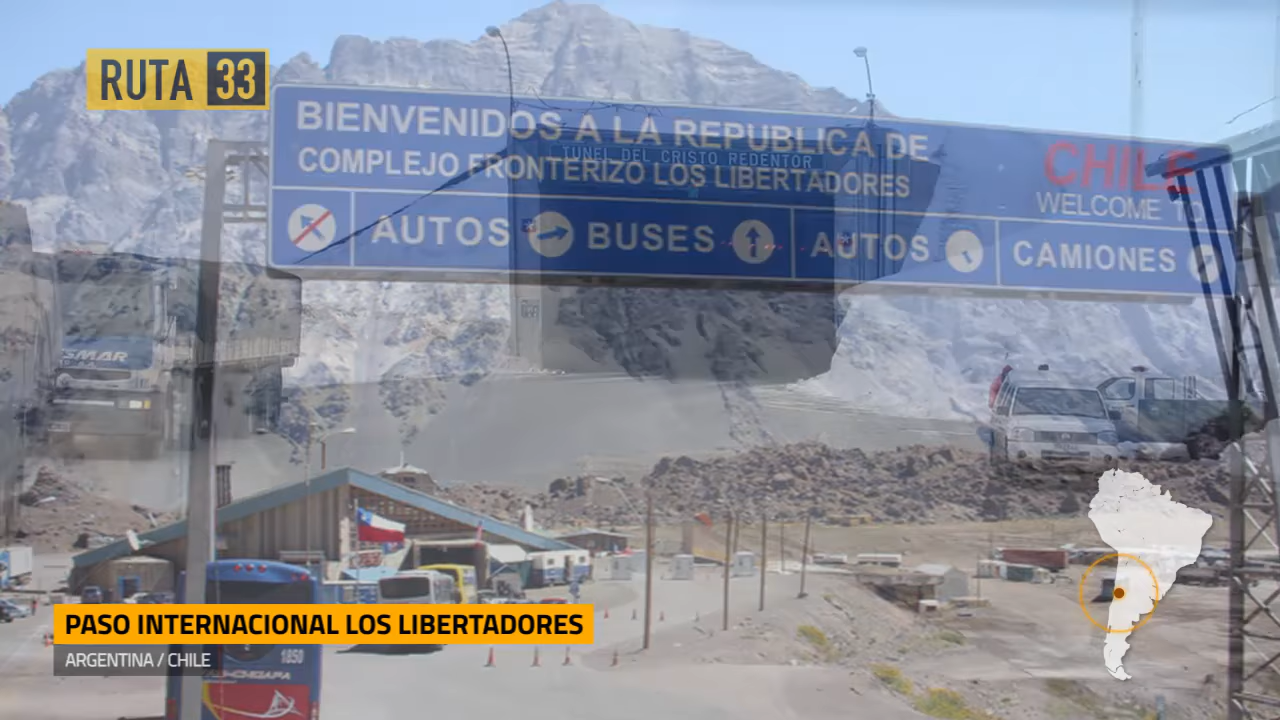 RUTA 33
BIENVENIDOS A LA REPUBLICA DE
CHILE
COMPLEJO FRONTERIZO LOS LIBERTADORES
WELCOME TO
TUNEL DEL CRISTO REDENTOR
AUTOS BUSES AUTOS CAMIONES
SMAR
1850
PASO INTERNACIONAL LOS LIBERTADORES
ARGENTINA / CHILE